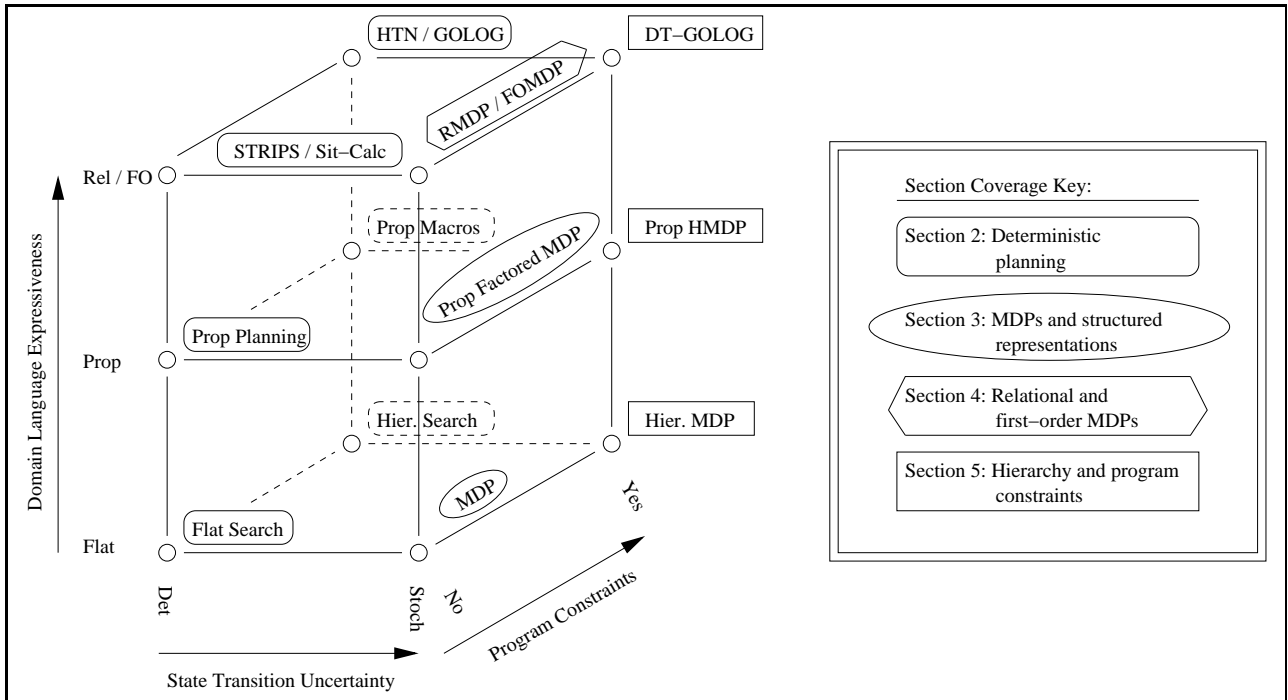 HTN / GOLOG
DT−GOLOG
RMDP / FOMDP
STRIPS / Sit−Calc
Rel / FO
Prop Macros
Prop HMDP
Prop Factored MDP
Prop Planning
Prop
Hier. Search
Hier. MDP
MDP
Flat Search
Flat
Domain Language Expressiveness
Det
Stoch
No
Yes
Program Constraints
State Transition Uncertainty
Section Coverage Key:
Section 2: Deterministic
planning
Section 3: MDPs and structured
representations
Section 4: Relational and
first−order MDPs
Section 5: Hierarchy and program
constraints